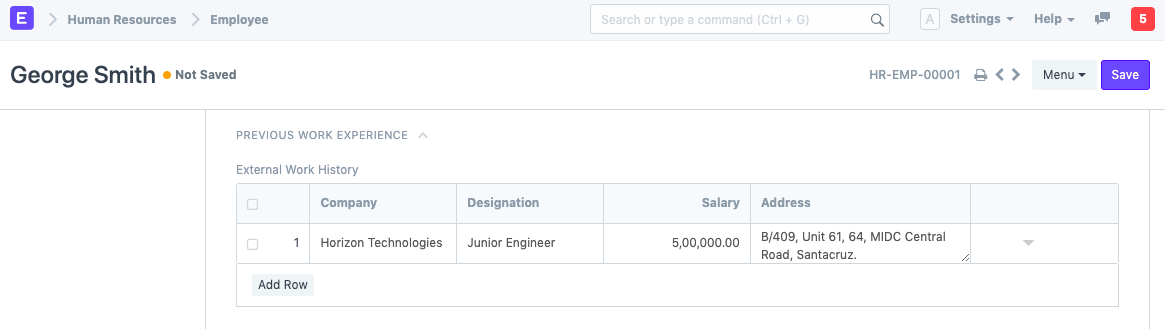 E Human Resources Employee Search or type a command (Ctrl + G) A Settings Help 5
George Smith Not Saved HR-EMP-00001 Menu Save
PREVIOUS WORK EXPERIENCE
External Work History
Company Designation Salary Address
1 Horizon Technologies Junior Engineer 5,00,000.00 B/409, Unit 61, 64, MIDC Central
Road, Santacruz.
Add Row